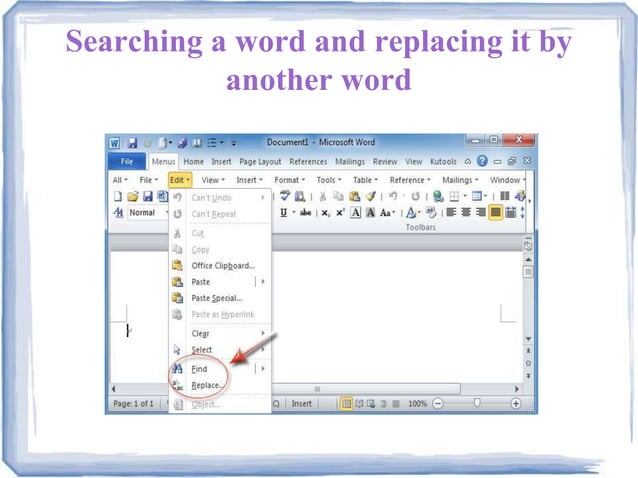 Searching a word and replacing it by
another word
Document1 - Microsoft Word
File Menus Home Insert Page Layout References Mailings Review View Kutools
All File Edit View Insert Format Tools Table Reference Mailings Window
Normal Can't Undo
Can't Repeat
Toolbars
Cut
Copy
Office Clipboard...
Paste
Paste Special...
Paste as Hyperlink
Clear
Select
Find
Replace...
Object...
Page: 1 of 1 Insert 100%